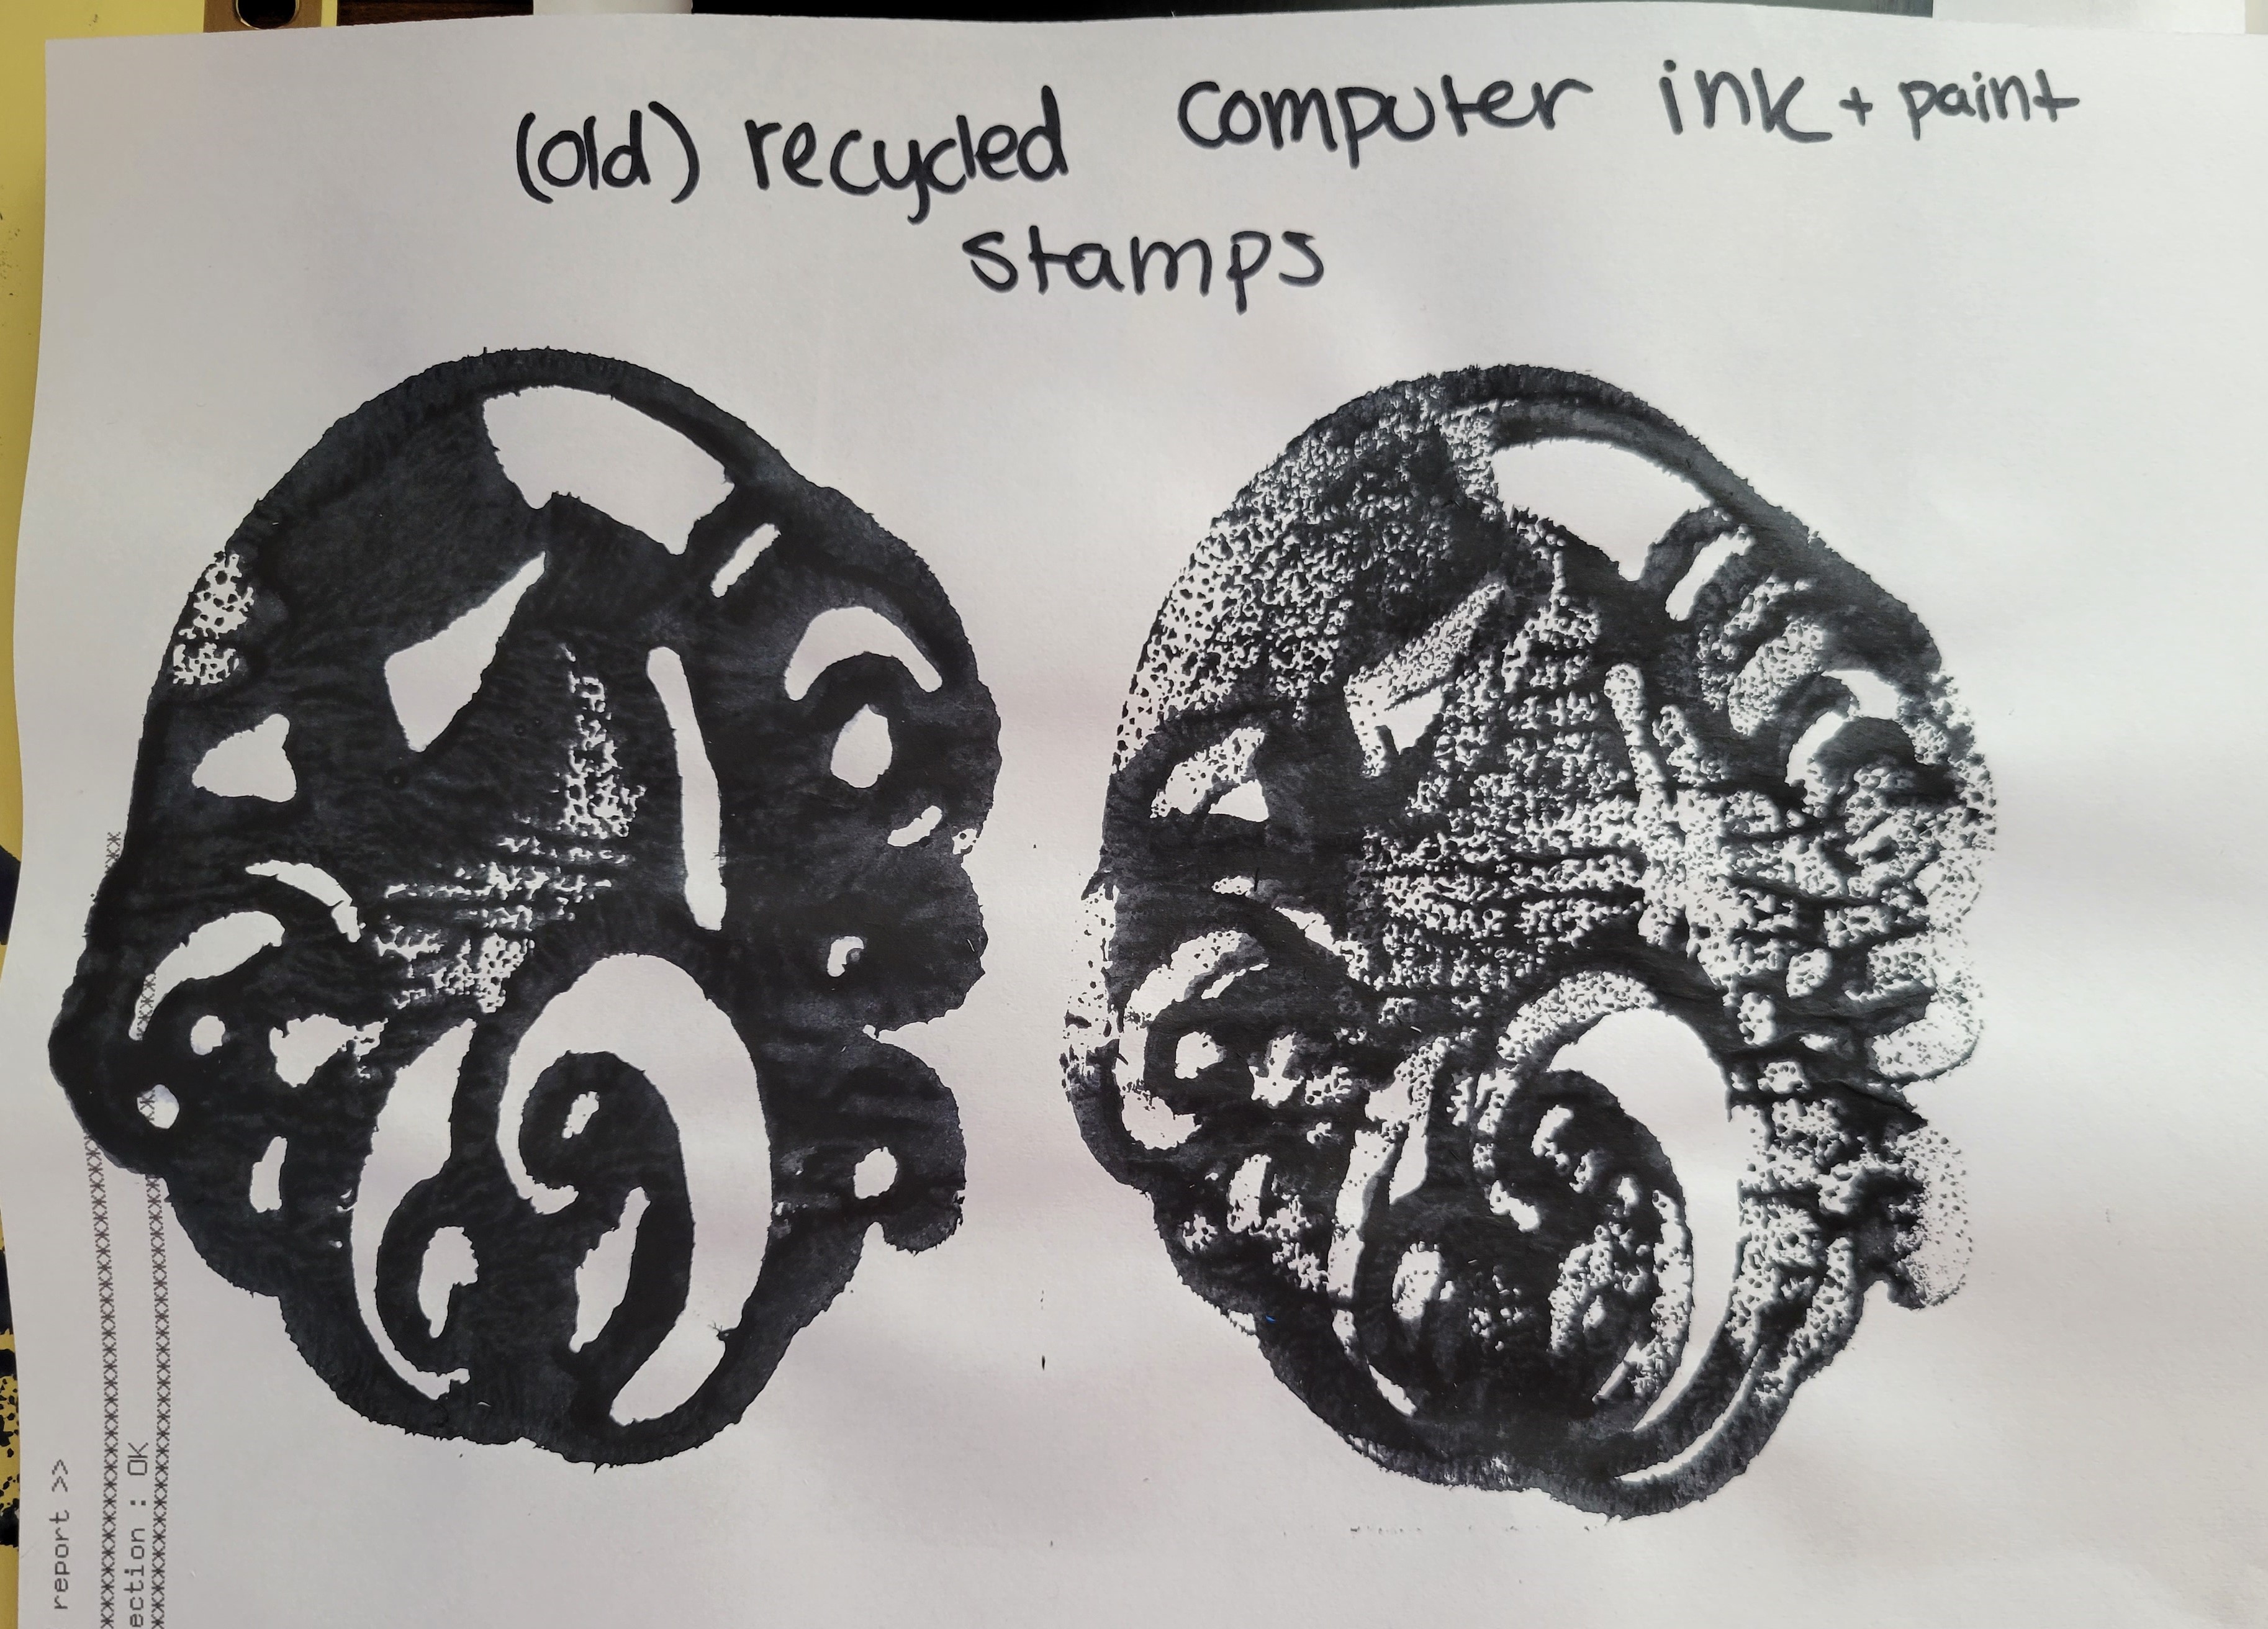 (old) recycled computer ink + paint
stamps
report >>
ection : OK